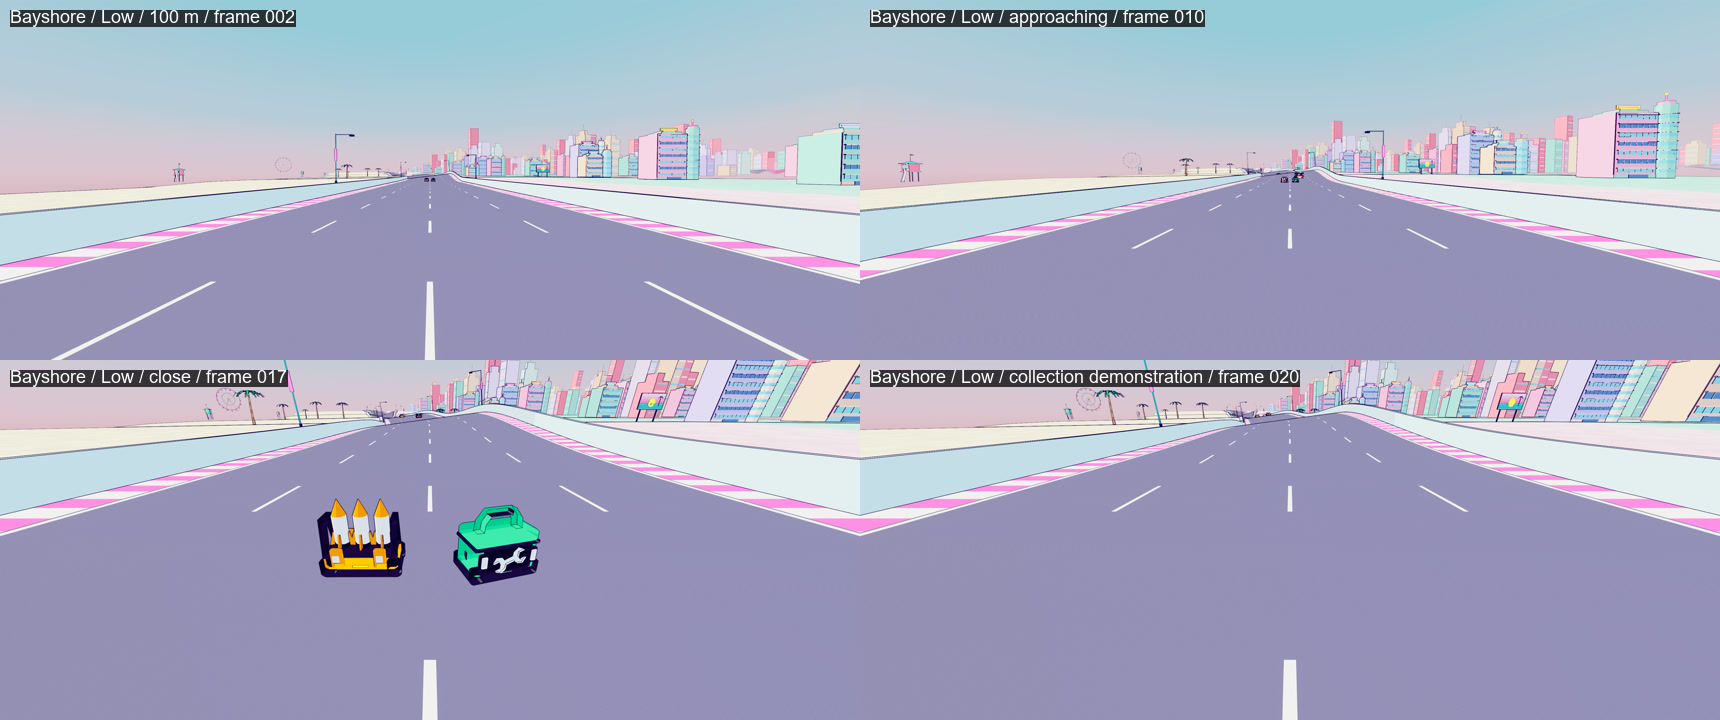 Bayshore / Low / 100 m / frame 002
Bayshore / Low / approaching / frame 010
Bayshore / Low / close / frame 017
Bayshore / Low / collection demonstration / frame 020